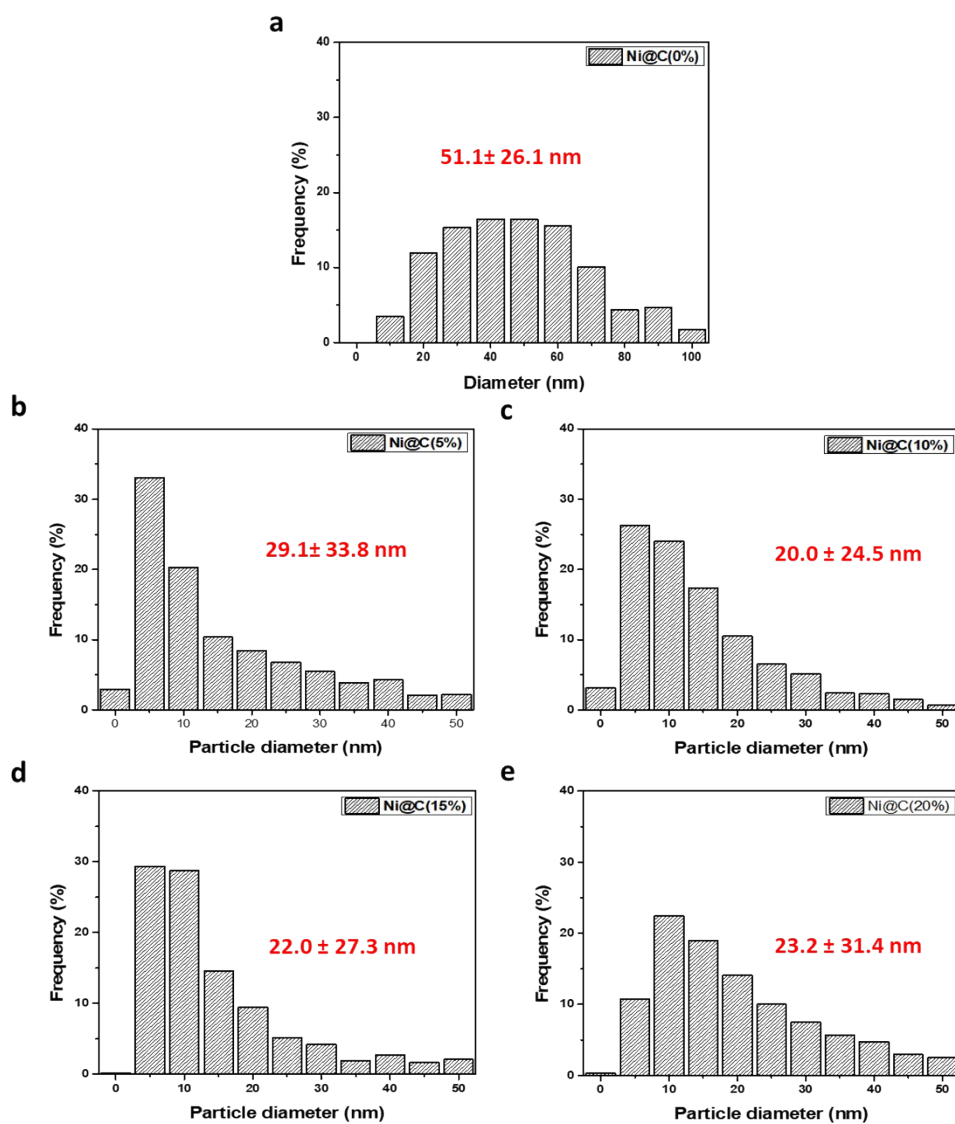 a
Ni@C(0%)
40
30
20
10
0
Frequency (%)
51.1± 26.1 nm
0 20 40 60 80 100
Diameter (nm)
b
Ni@C(5%)
40
30
20
10
0
Frequency (%)
29.1± 33.8 nm
0 10 20 30 40 50
Particle diameter (nm)
c
Ni@C(10%)
40
30
20
10
0
Frequency (%)
20.0 ± 24.5 nm
0 10 20 30 40 50
Particle diameter (nm)
d
Ni@C(15%)
40
30
20
10
0
Frequency (%)
22.0 ± 27.3 nm
0 10 20 30 40 50
Particle diameter (nm)
e
Ni@C(20%)
40
30
20
10
0
Frequency (%)
23.2 ± 31.4 nm
0 10 20 30 40 50
Particle diameter (nm)